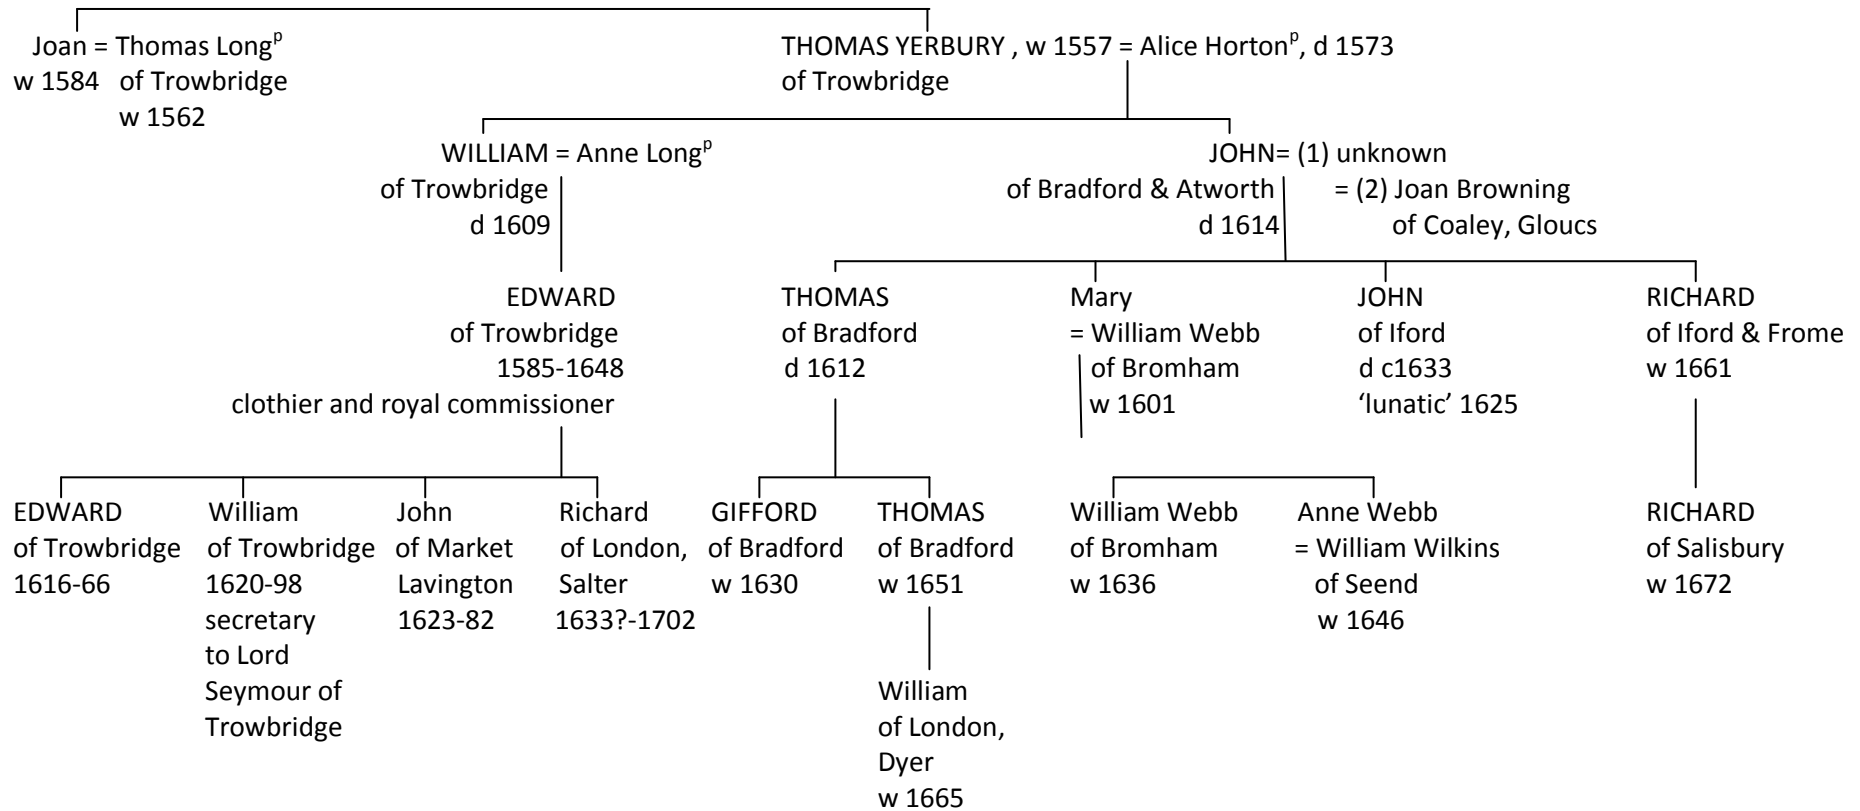 Joan = Thomas Longᵖ
w 1584 of Trowbridge
w 1562
THOMAS YERBURY , w 1557 = Alice Hortonᵖ, d 1573
of Trowbridge
WILLIAM = Anne Longᵖ
of Trowbridge
d 1609
JOHN= (1) unknown
of Bradford & Atworth = (2) Joan Browning
d 1614 of Coaley, Gloucs
EDWARD
of Trowbridge
1585-1648
clothier and royal commissioner
THOMAS
of Bradford
d 1612
Mary
= William Webb
of Bromham
w 1601
JOHN
of Iford
d c1633
‘lunatic’ 1625
RICHARD
of Iford & Frome
w 1661
EDWARD
of Trowbridge
1616-66
William
of Trowbridge
1620-98
secretary
to Lord
Seymour of
Trowbridge
John
of Market
Lavington
1623-82
Richard
of London,
Salter
1633?-1702
GIFFORD
of Bradford
w 1630
THOMAS
of Bradford
w 1651
William Webb
of Bromham
w 1636
Anne Webb
= William Wilkins
of Seend
w 1646
RICHARD
of Salisbury
w 1672
William
of London,
Dyer
w 1665